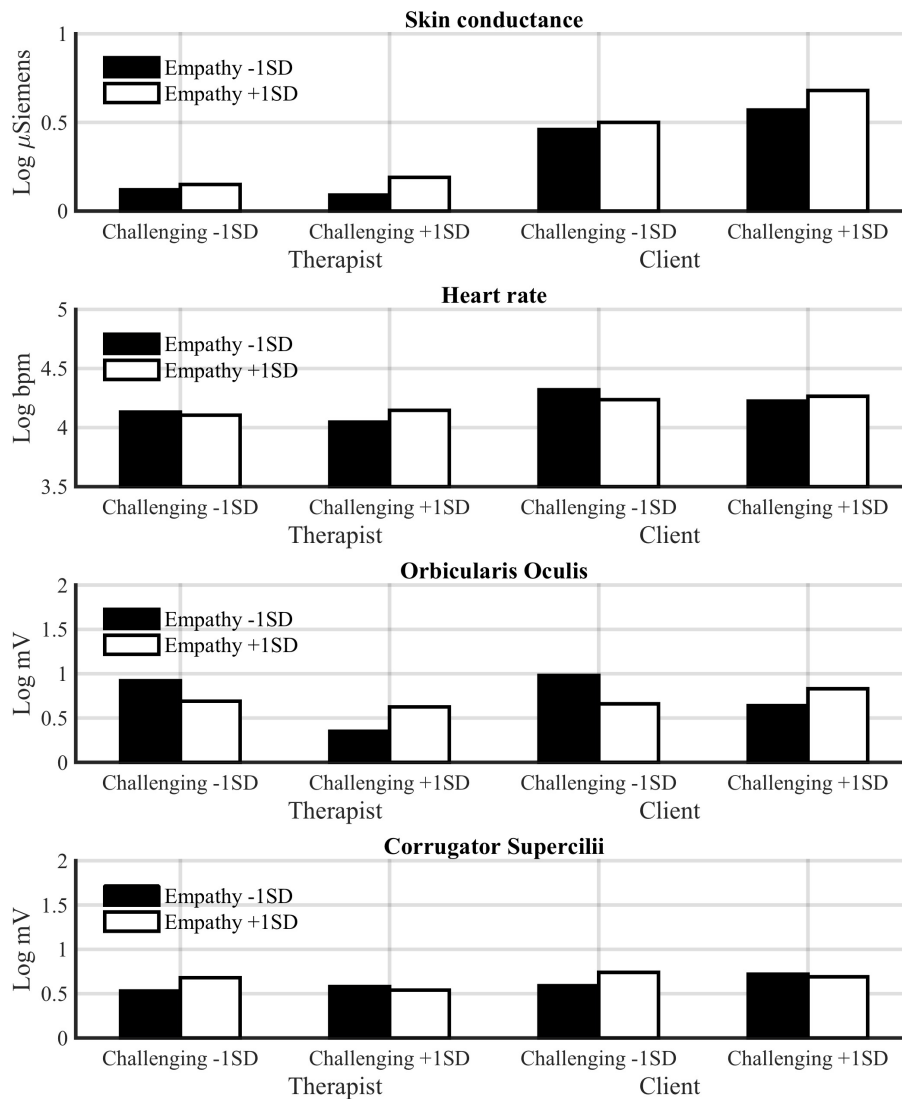 Skin conductance
1
0.5
0
Log μSiemens
Empathy -1SD
Empathy +1SD
Challenging -1SD Challenging +1SD Challenging -1SD Challenging +1SD
Therapist Client
Heart rate
5
4.5
4
3.5
Log bpm
Empathy -1SD
Empathy +1SD
Challenging -1SD Challenging +1SD Challenging -1SD Challenging +1SD
Therapist Client
Orbicularis Oculis
2
1.5
1
0.5
0
Log mV
Empathy -1SD
Empathy +1SD
Challenging -1SD Challenging +1SD Challenging -1SD Challenging +1SD
Therapist Client
Corrugator Supercilii
2
1.5
1
0.5
0
Log mV
Empathy -1SD
Empathy +1SD
Challenging -1SD Challenging +1SD Challenging -1SD Challenging +1SD
Therapist Client